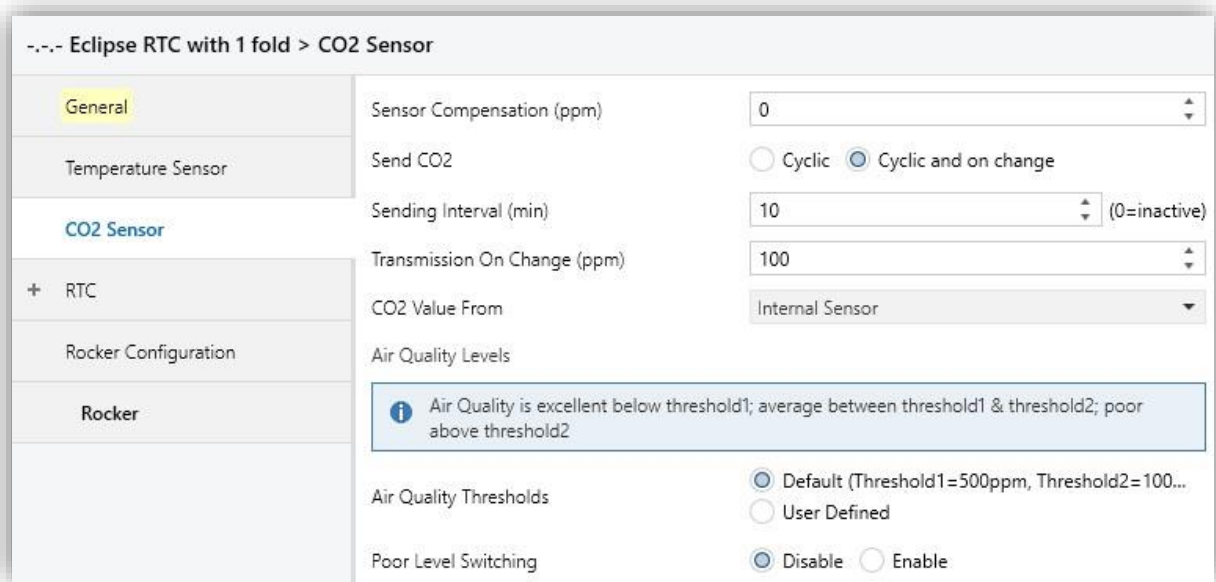 -.-.- Eclipse RTC with 1 fold > CO2 Sensor
General
Temperature Sensor
CO2 Sensor
+ RTC
Rocker Configuration
Rocker
Sensor Compensation (ppm) 0
Send CO2 Cyclic Cyclic and on change
Sending Interval (min) 10 (0=inactive)
Transmission On Change (ppm) 100
CO2 Value From Internal Sensor
Air Quality Levels
Air Quality is excellent below threshold1; average between threshold1 & threshold2; poor
above threshold2
Air Quality Thresholds Default (Threshold1=500ppm, Threshold2=100...
User Defined
Poor Level Switching Disable Enable